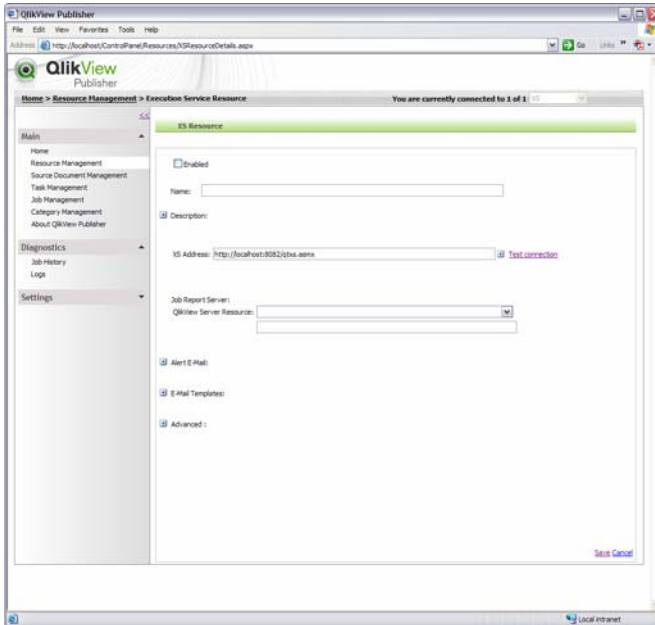 QlikView Publisher
File Edit View Favorites Tools Help
Address http://localhost/ControlPanel/Resources/XSResourceDetails.aspx Go Links »
QlikView
Publisher
Home > Resource Management > Execution Service Resource You are currently connected to 1 of 1 XS
<<
XS Resource
Main
Home
Resource Management
Source Document Management
Task Management
Job Management
Category Management
About QlikView Publisher
Diagnostics
Job History
Logs
Settings
Enabled
Name:
Description:
XS Address: http://localhost:8082/qtxs.asmx Test connection
Job Report Server:
QlikView Server Resource:
Alert E-Mail:
E-Mail Templates:
Advanced :
Save Cancel
Local intranet